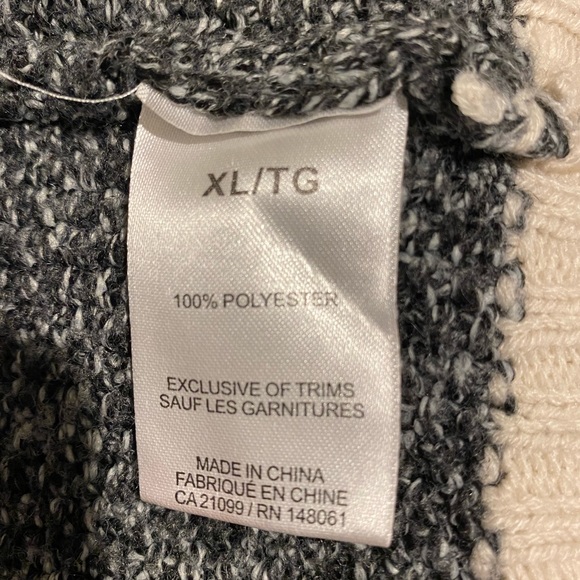 XL/TG
100% POLYESTER
EXCLUSIVE OF TRIMS
SAUF LES GARNITURES
MADE IN CHINA
FABRIQUÉ EN CHINE
CA 21099 / RN 148061